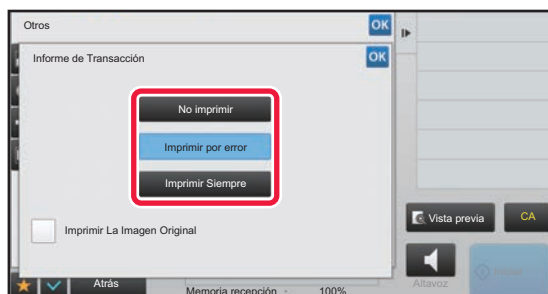 Otros
OK
Informe de Transacción
OK
No imprimir
Imprimir por error
Imprimir Siempre
Imprimir La Imagen Original
Vista previa
CA
Atrás
Memoria recepción : 100%
Altavoz
Iniciar